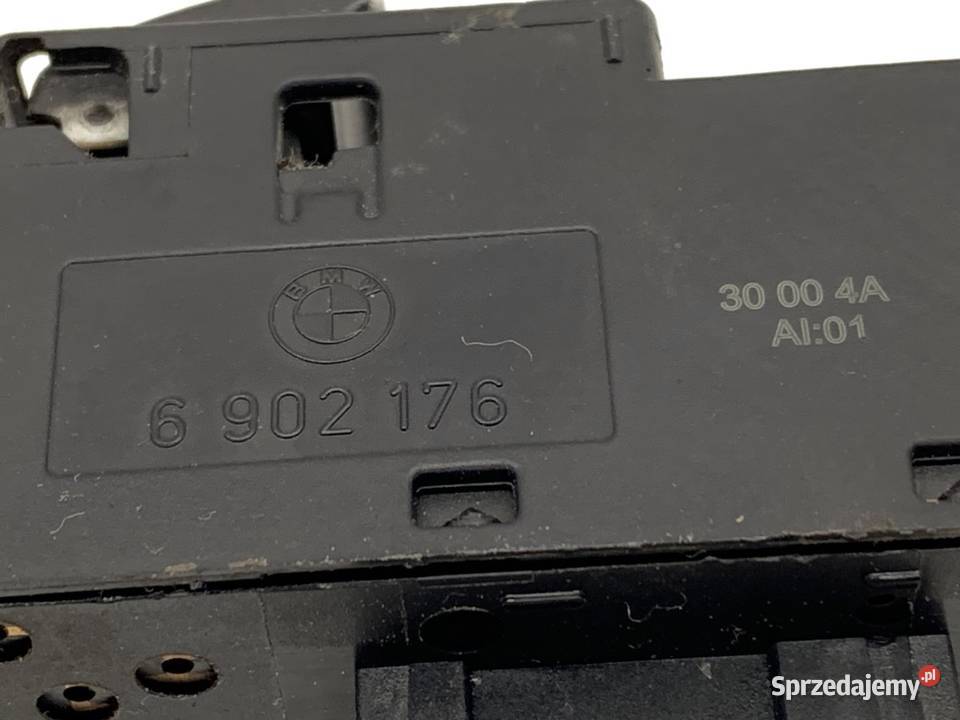 BMW
6 902 176
30 00 4A
AI:01
Sprzedajemy.pl